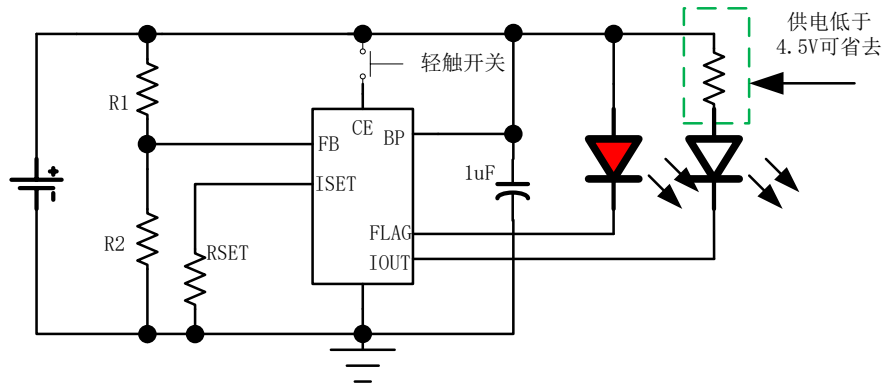 供电低于
4.5V可省去
轻触开关
R1
CE
BP
FB
1uF
ISET
R2
RSET
FLAG
IOUT